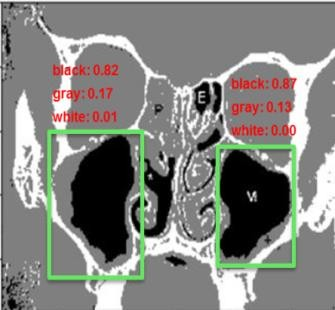 black: 0.82
gray: 0.17
white: 0.01
black: 0.87
gray: 0.13
white: 0.00
P
E
M
*
+
*